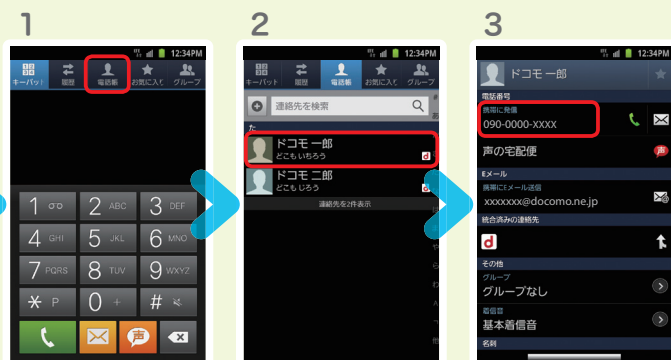 1
2
3
12:34PM
キーパッド
履歴
電話帳
お気に入り
グループ
1
2 ABC
3 DEF
4 GHI
5 JKL
6 MNO
7 PQRS
8 TUV
9 WXYZ
* P
0 +
#
声
12:34PM
キーパッド
履歴
電話帳
お気に入り
グループ
連絡先を検索
#
あ
た
ドコモ 一郎
どこも いちろう
d
ドコモ 二郎
どこも じろう
d
連絡先を2件表示
や
ら
わ
A
他
12:34PM
ドコモ 一郎
電話番号
携帯に発信
090-0000-XXXX
声の宅配便
声
Eメール
携帯にEメール送信
xxxxxxx@docomo.ne.jp
統合済みの連絡先
d
その他
グループ
グループなし
着信音
基本着信音
名刺